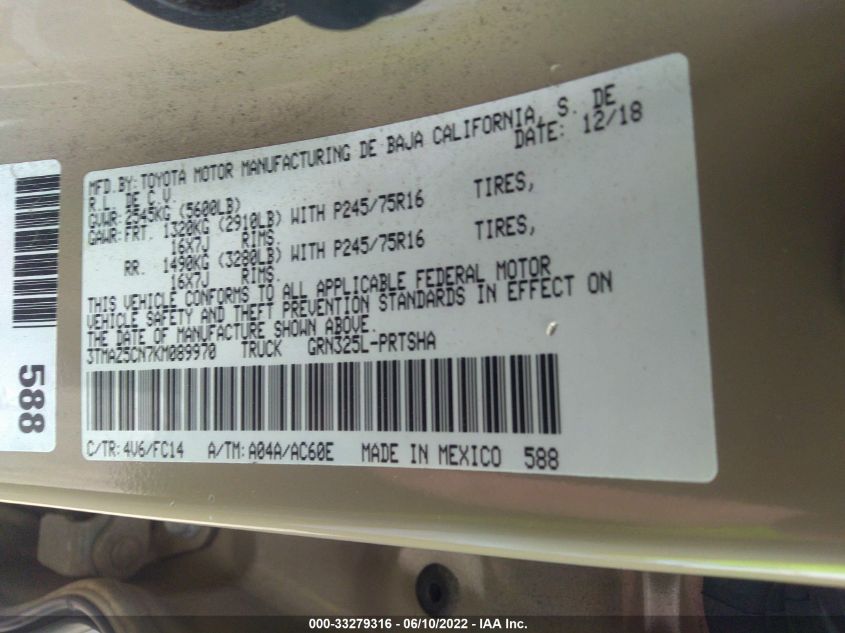 MFD.BY:TOYOTA MOTOR MANUFACTURING DE BAJA CALIFORNIA, S. DE
R.L. DE C.V. DATE: 12/18
GVWR:2545KG (5600LB)
GAWR:FRT. 1320KG (2910LB) WITH P245/75R16 TIRES,
16X7J RIMS.
RR. 1490KG (3280LB) WITH P245/75R16 TIRES,
16X7J RIMS.
THIS VEHICLE CONFORMS TO ALL APPLICABLE FEDERAL MOTOR
VEHICLE SAFETY AND THEFT PREVENTION STANDARDS IN EFFECT ON
THE DATE OF MANUFACTURE SHOWN ABOVE.
3TMAZ5CN7KM089970 TRUCK GRN325L-PRTSHA
C/TR:4V6/FC14 A/TM:A04A/AC60E MADE IN MEXICO 588
588
000-33279316 - 06/10/2022 - IAA Inc.